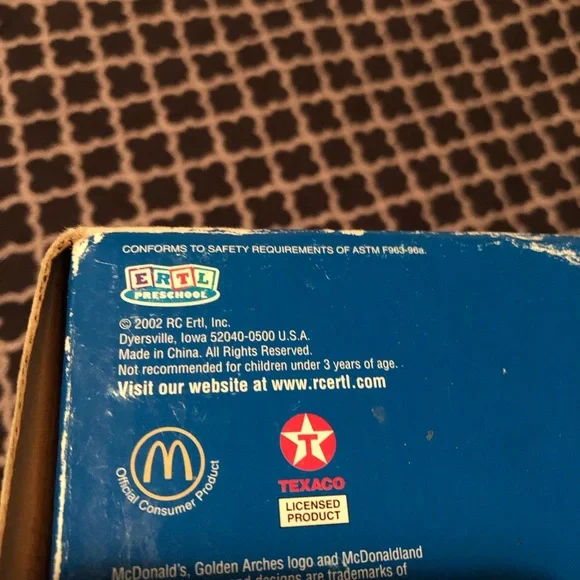 CONFORMS TO SAFETY REQUIREMENTS OF ASTM F963-96a.
ERTL
PRESCHOOL
© 2002 RC Ertl, Inc.
Dyersville, Iowa 52040-0500 U.S.A.
Made in China. All Rights Reserved.
Not recommended for children under 3 years of age.
Visit our website at www.rcertl.com
M
Official Consumer Product
T
TEXACO
LICENSED
PRODUCT
McDonald's, Golden Arches logo and McDonaldland
and designs are trademarks of